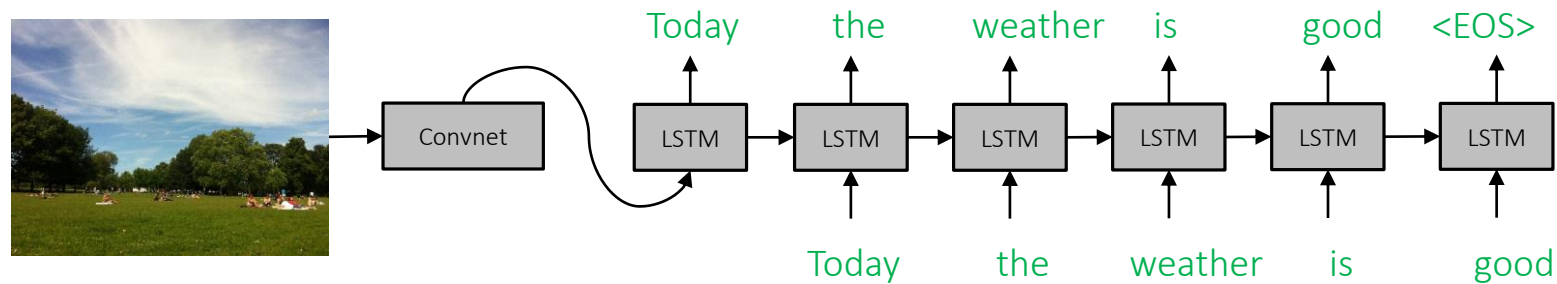 Today the weather is good <EOS>
Convnet LSTM LSTM LSTM LSTM LSTM LSTM
Today the weather is good